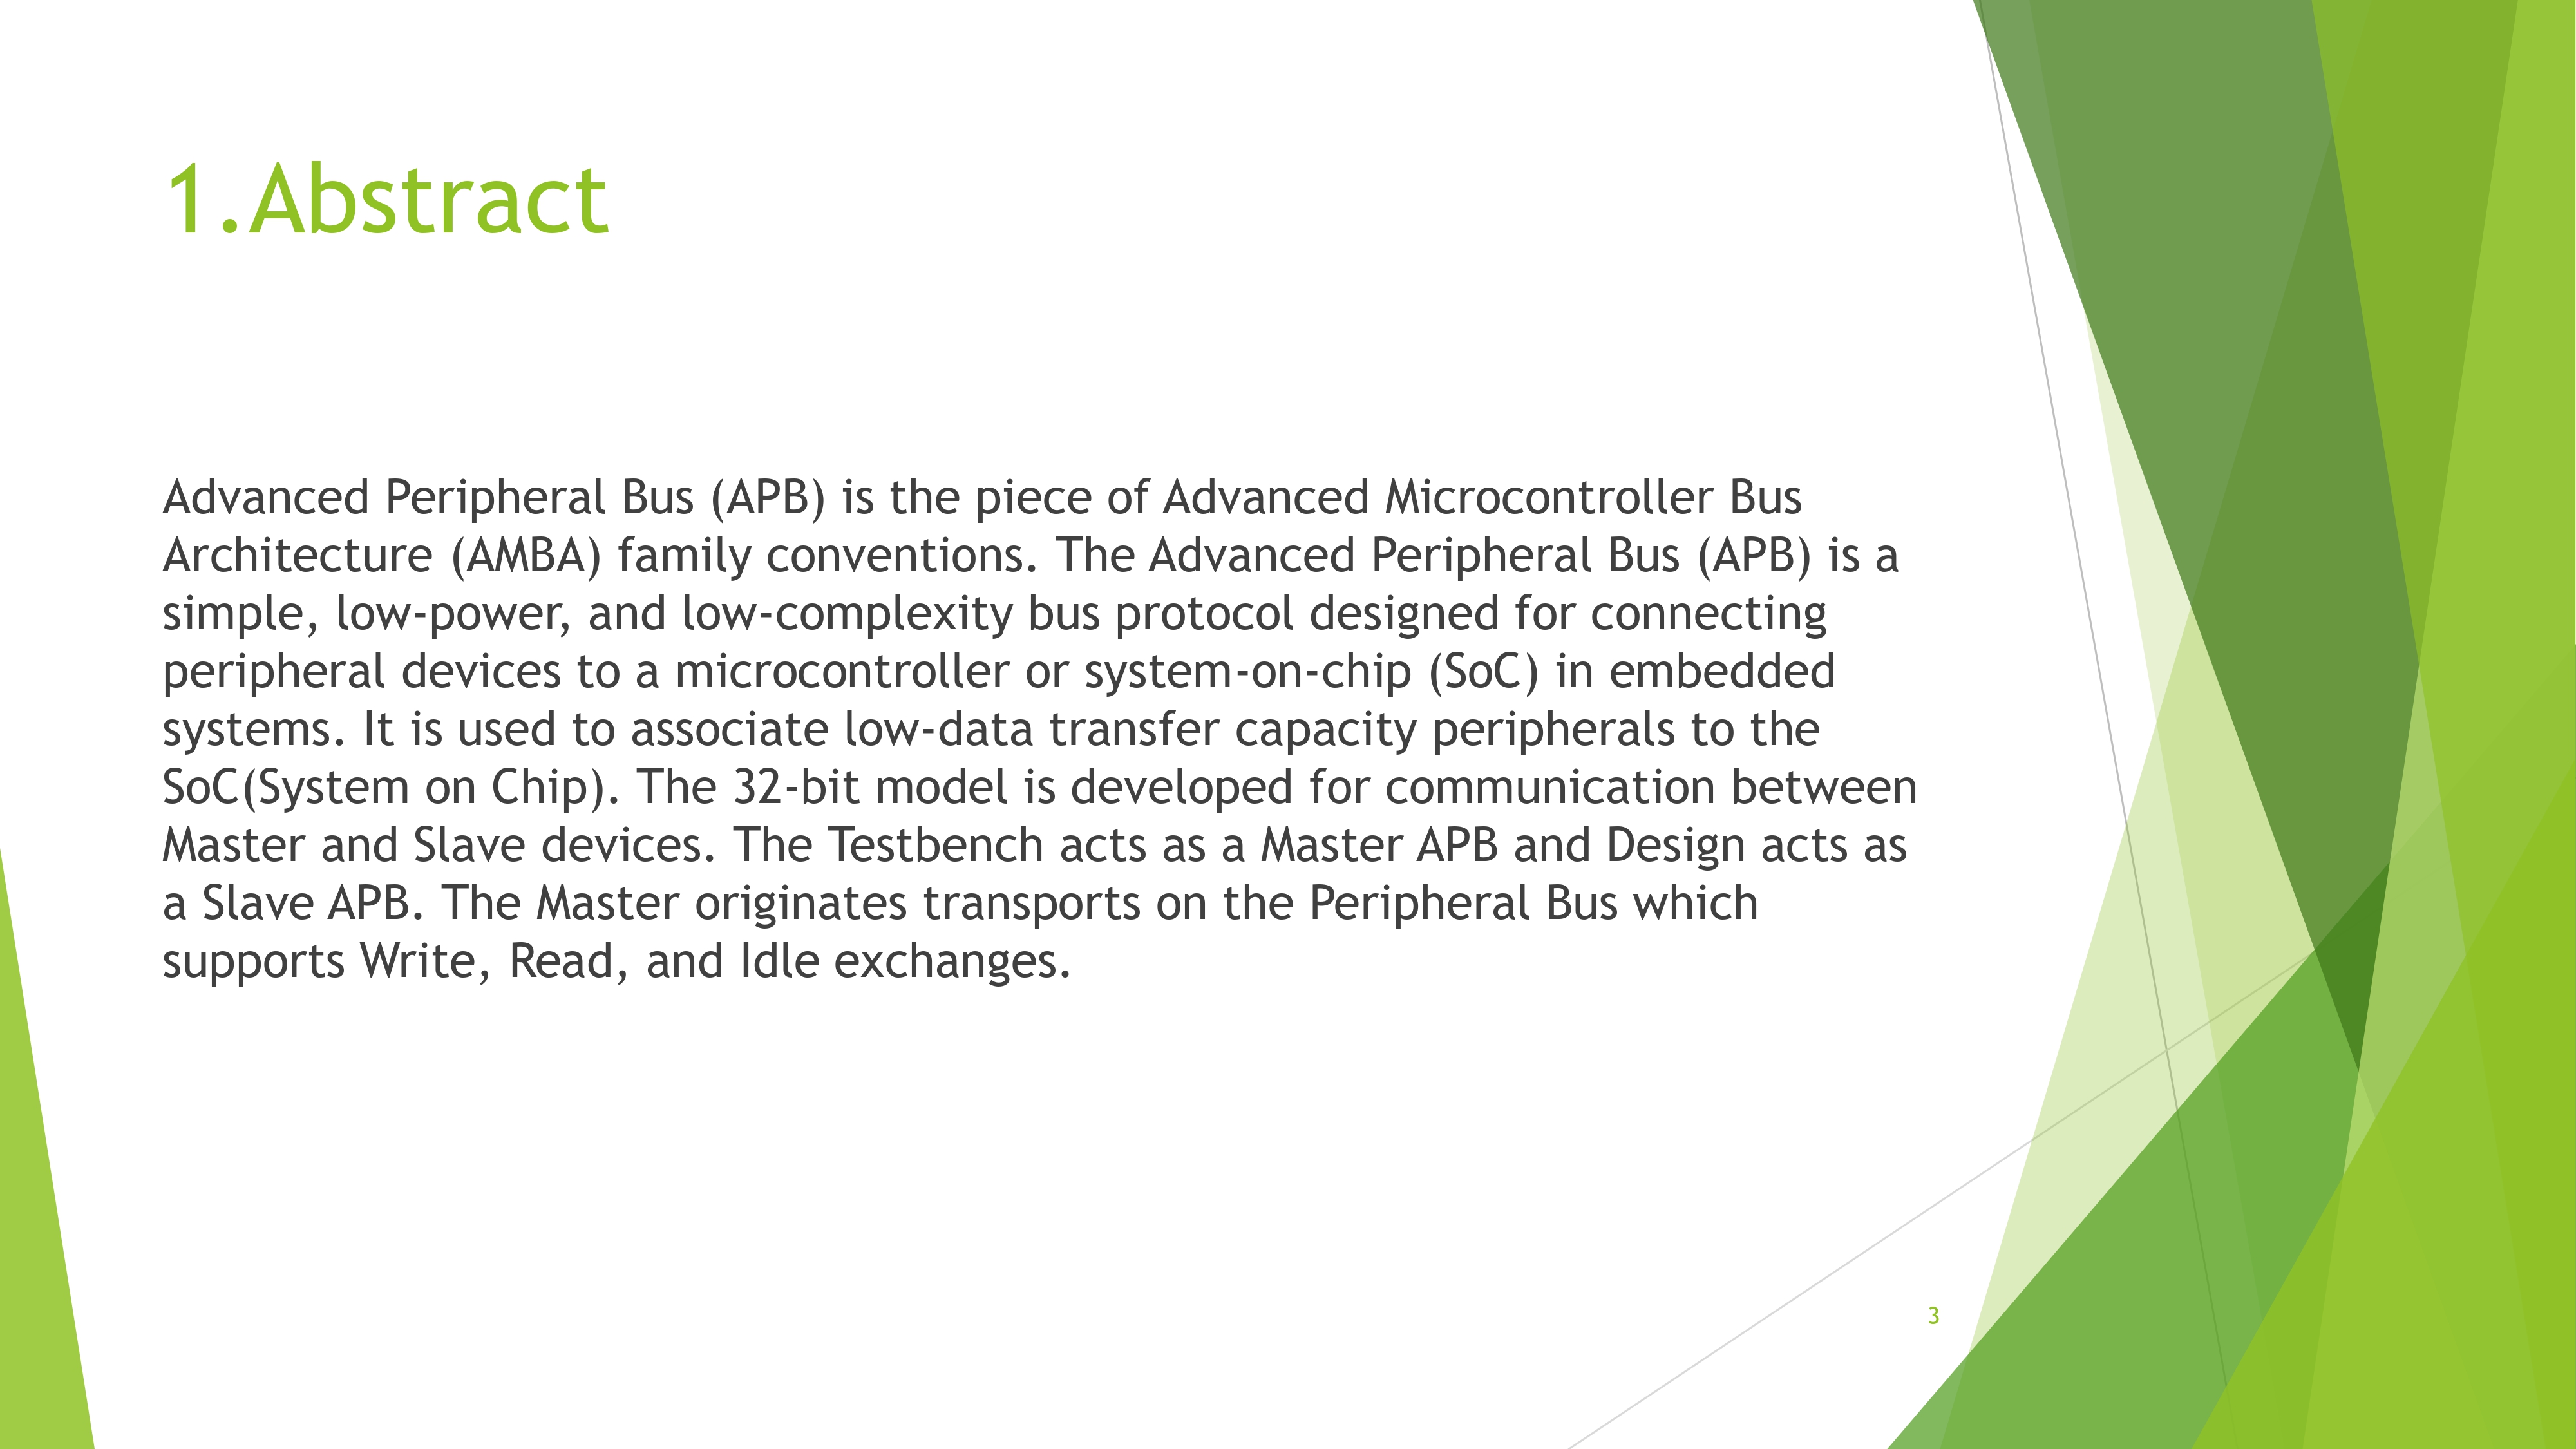 1.Abstract
Advanced Peripheral Bus (APB) is the piece of Advanced Microcontroller Bus
Architecture (AMBA) family conventions. The Advanced Peripheral Bus (APB) is a
simple, low-power, and low-complexity bus protocol designed for connecting
peripheral devices to a microcontroller or system-on-chip (SoC) in embedded
systems. It is used to associate low-data transfer capacity peripherals to the
SoC(System on Chip). The 32-bit model is developed for communication between
Master and Slave devices. The Testbench acts as a Master APB and Design acts as
a Slave APB. The Master originates transports on the Peripheral Bus which
supports Write, Read, and Idle exchanges.
3